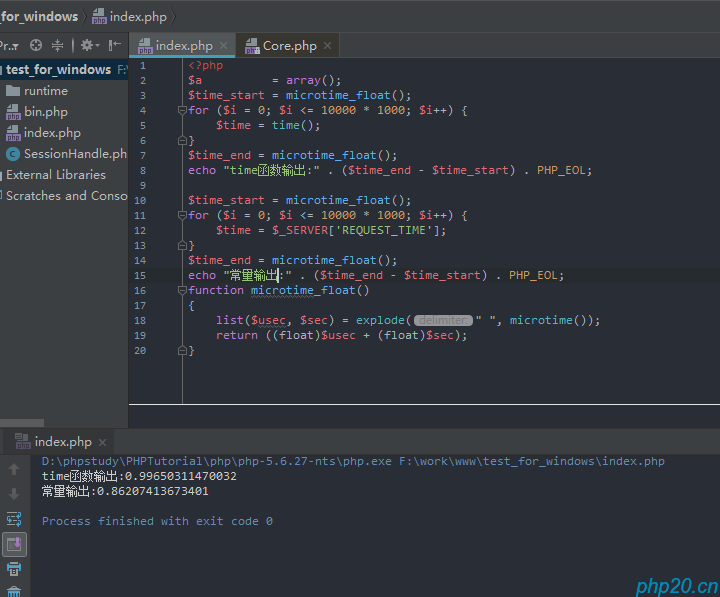 _for_windows index.php
index.php Core.php
test_for_windows F:
runtime
bin.php
index.php
SessionHandle.ph
External Libraries
Scratches and Conso
1 <?php
2 $a          = array();
3 $time_start = microtime_float();
4 for ($i = 0; $i <= 10000 * 1000; $i++) {
5     $time = time();
6 }
7 $time_end = microtime_float();
8 echo "time函数输出:" . ($time_end - $time_start) . PHP_EOL;
9
10 $time_start = microtime_float();
11 for ($i = 0; $i <= 10000 * 1000; $i++) {
12     $time = $_SERVER['REQUEST_TIME'];
13 }
14 $time_end = microtime_float();
15 echo "常量输出:" . ($time_end - $time_start) . PHP_EOL;
16 function microtime_float()
17 {
18     list($usec, $sec) = explode( delimiter: " ", microtime());
19     return ((float)$usec + (float)$sec);
20 }
index.php
D:\phpstudy\PHPTutorial\php\php-5.6.27-nts\php.exe F:\work\www\test_for_windows\index.php
time函数输出:0.99650311470032
常量输出:0.86207413673401
Process finished with exit code 0
php20.cn